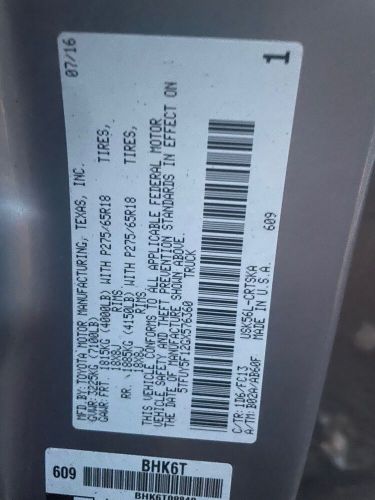 07/16
MFD.BY:TOYOTA MOTOR MANUFACTURING, TEXAS, INC.
GVWR:3225KG(7100LB)
GAWR: FRT. 1815KG(4000LB) WITH P275/65R18 TIRES,
18X8J RIMS
RR. 1885KG(4150LB) WITH P275/65R18 TIRES,
18X8J RIMS
THIS VEHICLE CONFORMS TO ALL APPLICABLE FEDERAL MOTOR
VEHICLE SAFETY AND THEFT PREVENTION STANDARDS IN EFFECT ON
THE DATE OF MANUFACTURE SHOWN ABOVE.
5TFUY5F12GX576360 TRUCK
1
609
USK56L-CRTSKA
C/TR:1D6/FC13
A/TM:B02A/AB60F MADE IN U.S.A
609
BHK6T